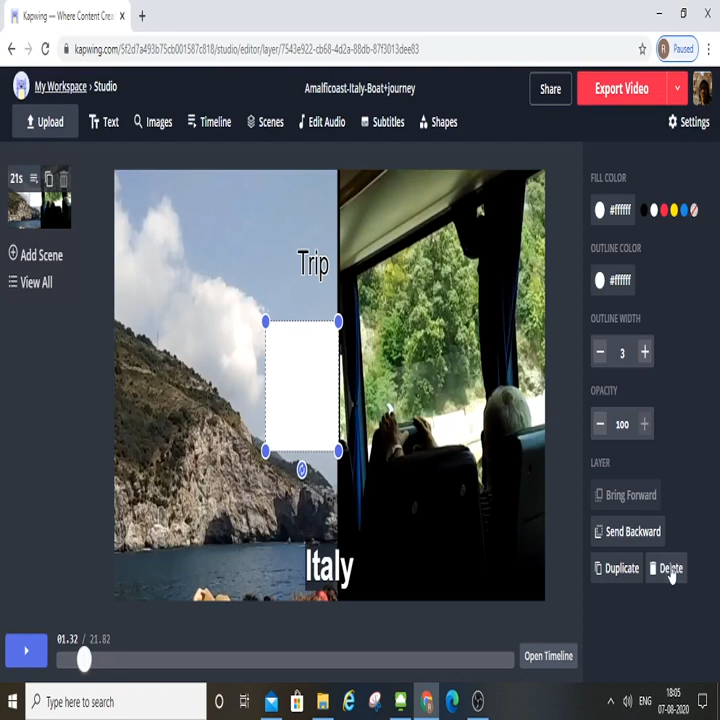 Kapwing — Where Content Crea
kapwing.com/5f2d7a493b75cb001587c818/studio/editor/layer/7543e922-cb68-4d2a-88db-87f3013dee83
R Paused
My Workspace › Studio
Amalficoast-Italy-Boat+journey
Share
Export Video
Upload
Text
Images
Timeline
Scenes
Edit Audio
Subtitles
Shapes
Settings
21s
Add Scene
View All
Trip
Italy
FILL COLOR
#ffffff
OUTLINE COLOR
#ffffff
OUTLINE WIDTH
− 3 +
OPACITY
− 100 +
LAYER
Bring Forward
Send Backward
Duplicate
Delete
01.32 / 21.82
Open Timeline
Type here to search
ENG
18:05
07-08-2020